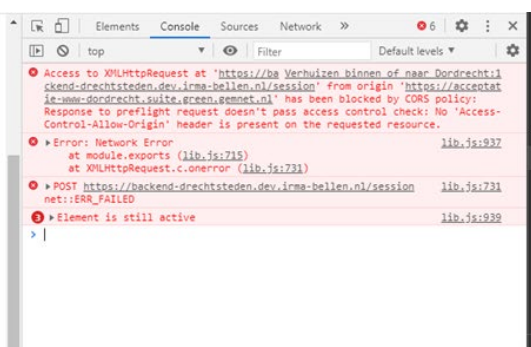 Elements Console Sources Network » 6
top Filter Default levels
Access to XMLHttpRequest at 'https://ba Verhuizen binnen of naar Dordrecht:1
ckend-drechtsteden.dev.irma-bellen.nl/session' from origin 'https://acceptat
ie-www-dordrecht.suite.green.gemnet.nl' has been blocked by CORS policy:
Response to preflight request doesn't pass access control check: No 'Access-
Control-Allow-Origin' header is present on the requested resource.
Error: Network Error lib.js:937
at module.exports (lib.js:715)
at XMLHttpRequest.c.onerror (lib.js:731)
POST https://backend-drechtsteden.dev.irma-bellen.nl/session lib.js:731
net::ERR_FAILED
3 Element is still active lib.js:939